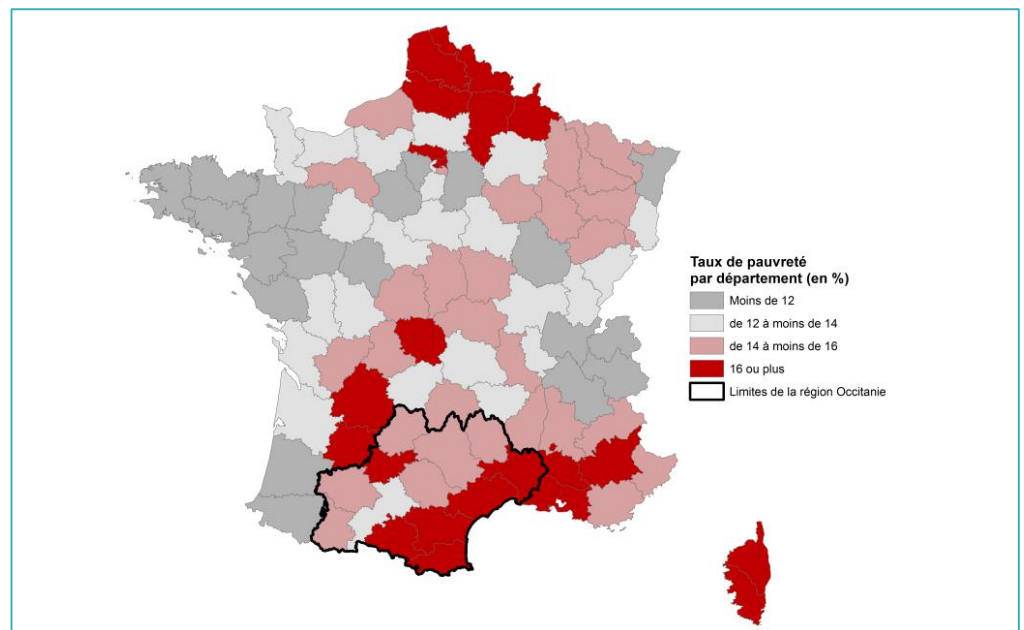 Taux de pauvreté
par département (en %)
Moins de 12
de 12 à moins de 14
de 14 à moins de 16
16 ou plus
Limites de la région Occitanie